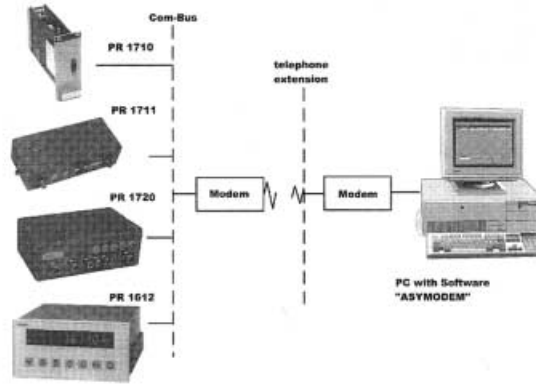 Com-Bus
PR 1710
telephone
extension
PR 1711
Modem
Modem
PR 1720
PR 1612
PC with Software
"ASYMODEM"